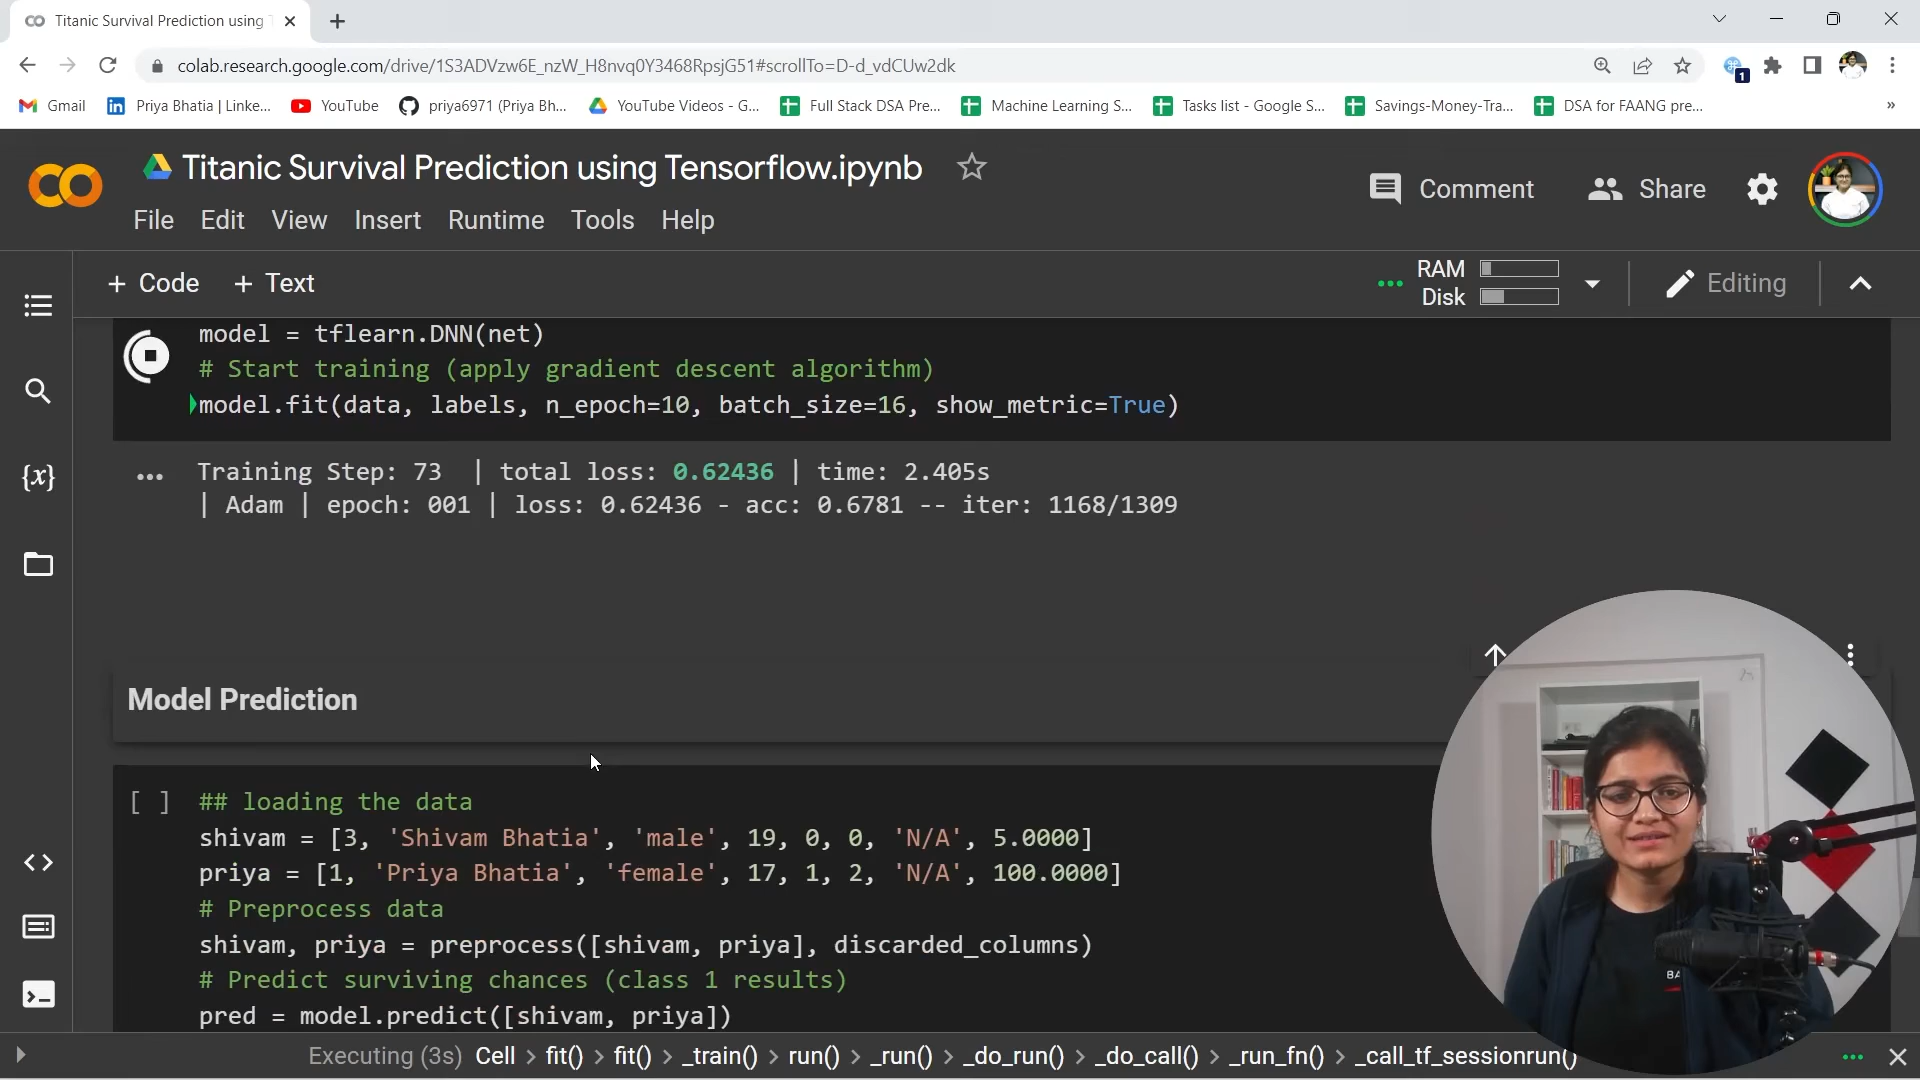 Titanic Survival Prediction using
colab.research.google.com/drive/1S3ADVzw6E_nzW_H8nvq0Y3468RpsjG51#scrollTo=D-d_vdCUw2dk
1
Gmail
Priya Bhatia | Linke...
YouTube
priya6971 (Priya Bh...
YouTube Videos - G...
Full Stack DSA Pre...
Machine Learning S...
Tasks list - Google S...
Savings-Money-Tra...
DSA for FAANG pre...
»
Titanic Survival Prediction using Tensorflow.ipynb
Comment
Share
File Edit View Insert Runtime Tools Help
+ Code + Text
RAM
Disk
Editing
model = tflearn.DNN(net)
# Start training (apply gradient descent algorithm)
model.fit(data, labels, n_epoch=10, batch_size=16, show_metric=True)
Training Step: 73 | total loss: 0.62436 | time: 2.405s
| Adam | epoch: 001 | loss: 0.62436 - acc: 0.6781 -- iter: 1168/1309
{x}
Model Prediction
[ ] ## loading the data
shivam = [3, 'Shivam Bhatia', 'male', 19, 0, 0, 'N/A', 5.0000]
priya = [1, 'Priya Bhatia', 'female', 17, 1, 2, 'N/A', 100.0000]
# Preprocess data
shivam, priya = preprocess([shivam, priya], discarded_columns)
# Predict surviving chances (class 1 results)
pred = model.predict([shivam, priya])
Executing (3s) Cell > fit() > fit() > _train() > run() > _run() > _do_run() > _do_call() > _run_fn() > _call_tf_sessionrun()